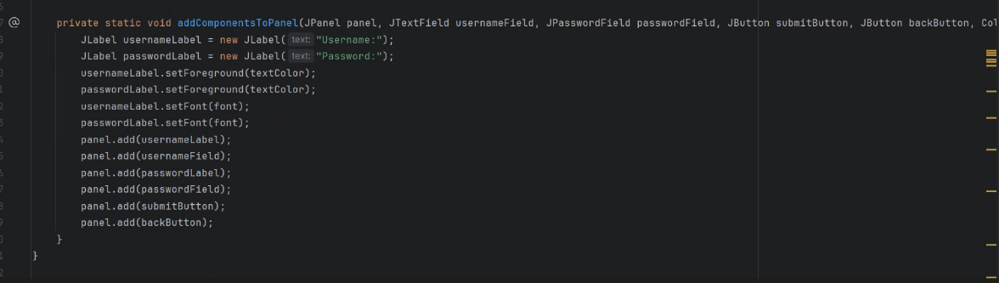 @ private static void addComponentsToPanel(JPanel panel, JTextField usernameField, JPasswordField passwordField, JButton submitButton, JButton backButton, Col
JLabel usernameLabel = new JLabel( text: "Username:");
JLabel passwordLabel = new JLabel( text: "Password:");
usernameLabel.setForeground(textColor);
passwordLabel.setForeground(textColor);
usernameLabel.setFont(font);
passwordLabel.setFont(font);
panel.add(usernameLabel);
panel.add(usernameField);
panel.add(passwordLabel);
panel.add(passwordField);
panel.add(submitButton);
panel.add(backButton);
}
}